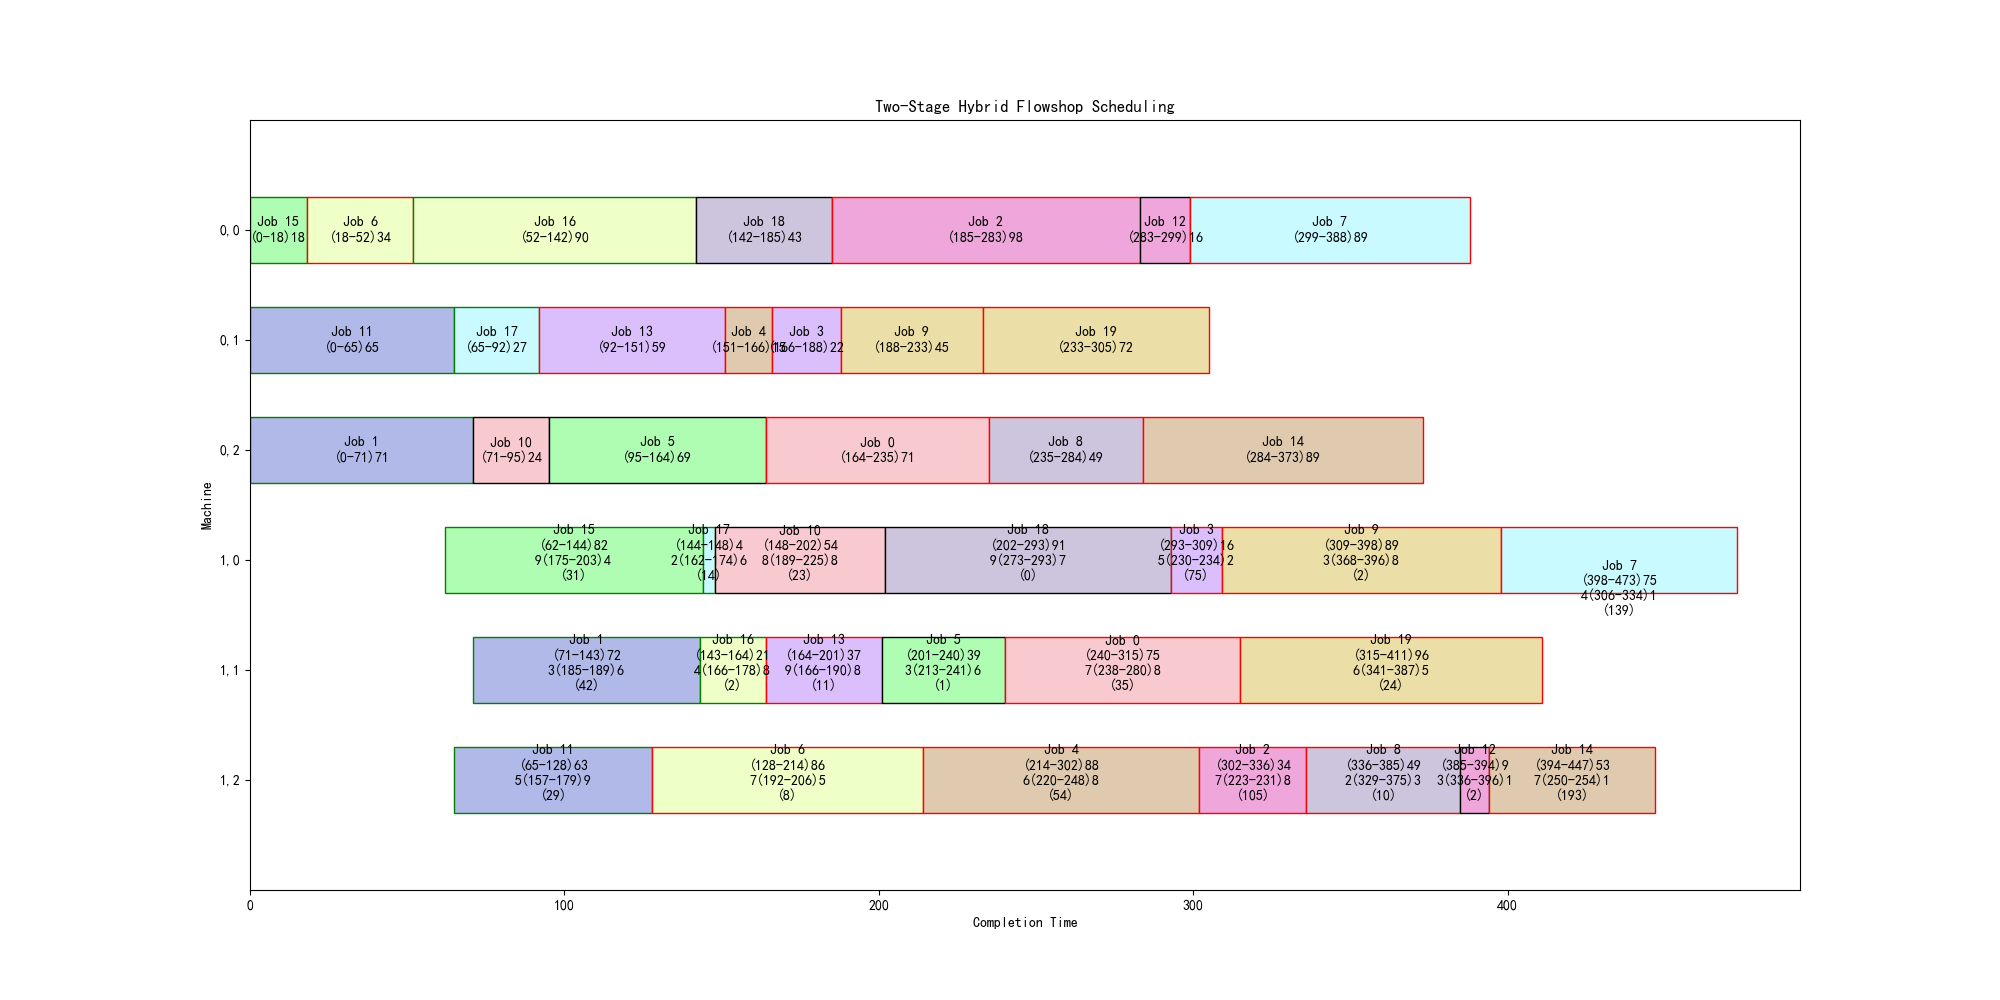 Two-Stage Hybrid Flowshop Scheduling
0,0
Job 15
(0-18)18
Job 6
(18-52)34
Job 16
(52-142)90
Job 18
(142-185)43
Job 2
(185-283)98
Job 12
(283-299)16
Job 7
(299-388)89
0,1
Job 11
(0-65)65
Job 17
(65-92)27
Job 13
(92-151)59
Job 4
(151-166)15
Job 3
(166-188)22
Job 9
(188-233)45
Job 19
(233-305)72
0,2
Job 1
(0-71)71
Job 10
(71-95)24
Job 5
(95-164)69
Job 0
(164-235)71
Job 8
(235-284)49
Job 14
(284-373)89
Machine
1,0
Job 15
(62-144)82
9(175-203)4
(31)
Job 17
(144-148)4
2(162-174)6
(14)
Job 10
(148-202)54
8(189-225)8
(23)
Job 18
(202-293)91
9(273-293)7
(0)
Job 3
(293-309)16
5(230-234)2
(75)
Job 9
(309-398)89
3(368-396)8
(2)
Job 7
(398-473)75
4(306-334)1
(139)
1,1
Job 1
(71-143)72
3(185-189)6
(42)
Job 16
(143-164)21
4(166-178)8
(2)
Job 13
(164-201)37
9(166-190)8
(11)
Job 5
(201-240)39
3(213-241)6
(1)
Job 0
(240-315)75
7(238-280)8
(35)
Job 19
(315-411)96
6(341-387)5
(24)
1,2
Job 11
(65-128)63
5(157-179)9
(29)
Job 6
(128-214)86
7(192-206)5
(8)
Job 4
(214-302)88
6(220-248)8
(54)
Job 2
(302-336)34
7(223-231)8
(105)
Job 8
(336-385)49
2(329-375)3
(10)
Job 12
(385-394)9
3(336-396)1
(2)
Job 14
(394-447)53
7(250-254)1
(193)
0
100
200
300
400
Completion Time